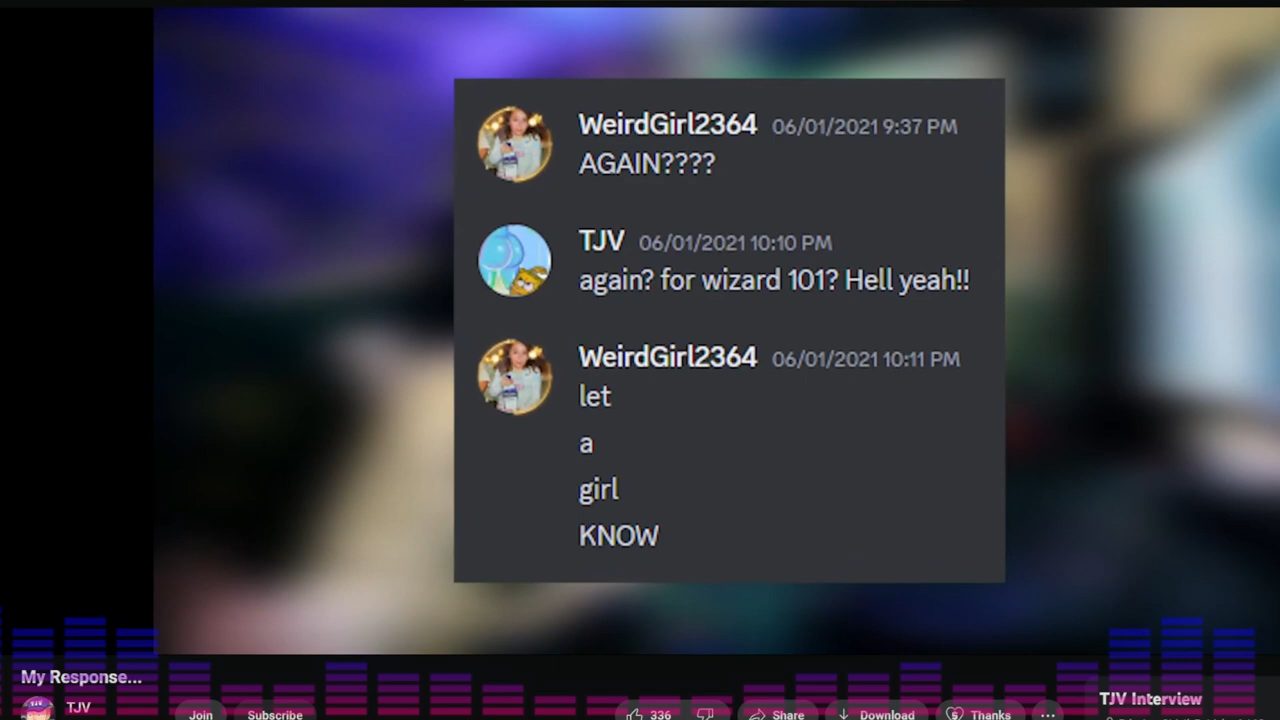 WeirdGirl2364 06/01/2021 9:37 PM
AGAIN????
TJV 06/01/2021 10:10 PM
again? for wizard 101? Hell yeah!!
WeirdGirl2364 06/01/2021 10:11 PM
let
a
girl
KNOW
My Response...
TJV
Join Subscribe 336 Share Download Thanks ...
TJV Interview